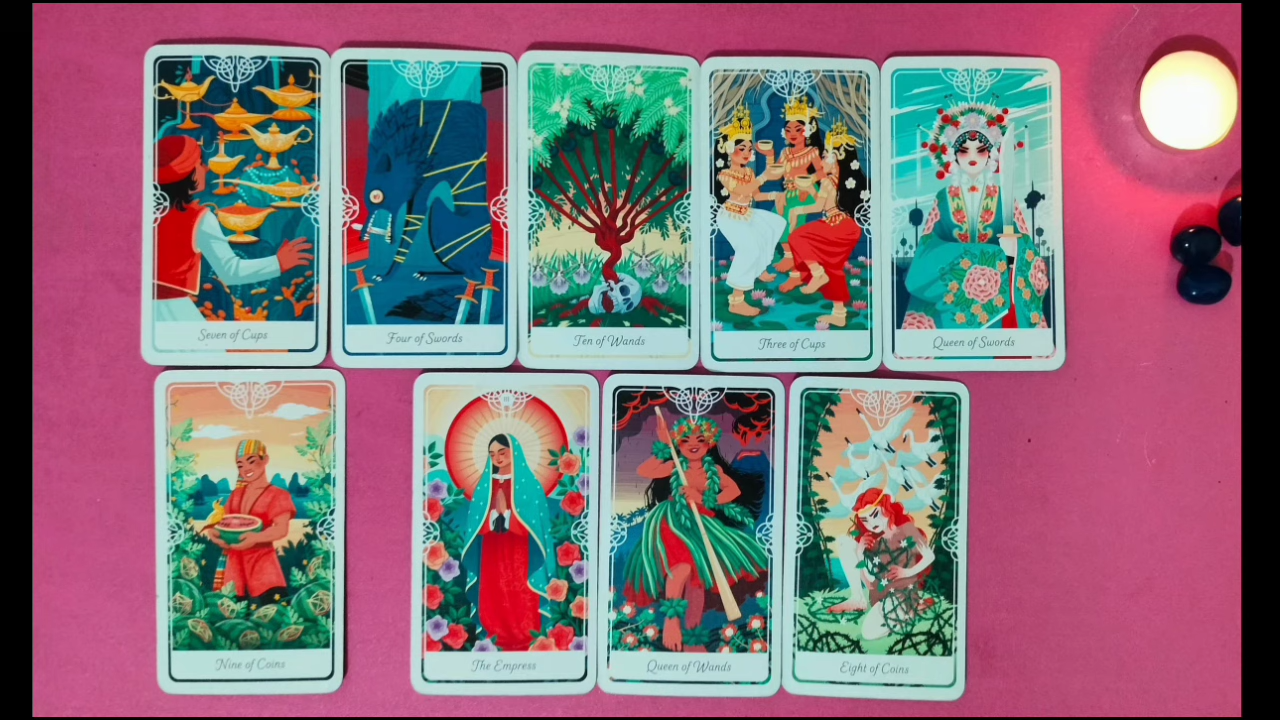 Seven of Cups
Four of Swords
Ten of Wands
Three of Cups
Queen of Swords
Nine of Coins
III
The Empress
Queen of Wands
Eight of Coins